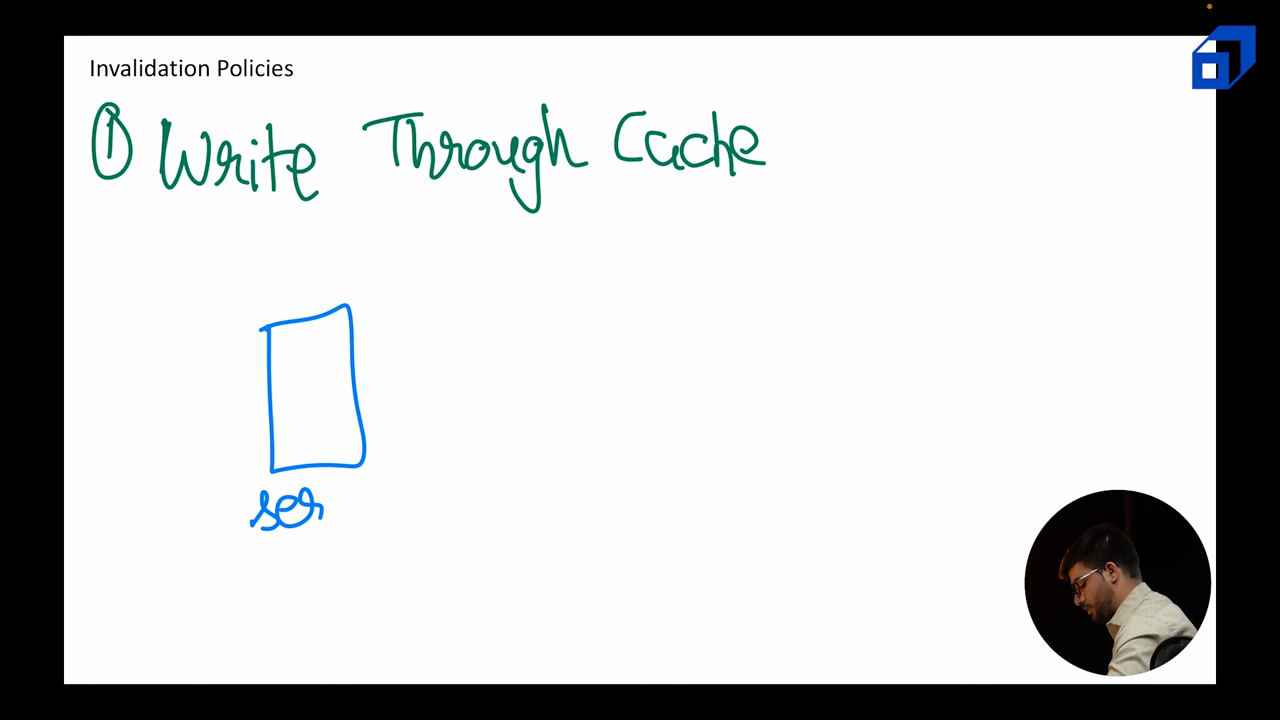 Invalidation Policies
① Write Through Cache
ser